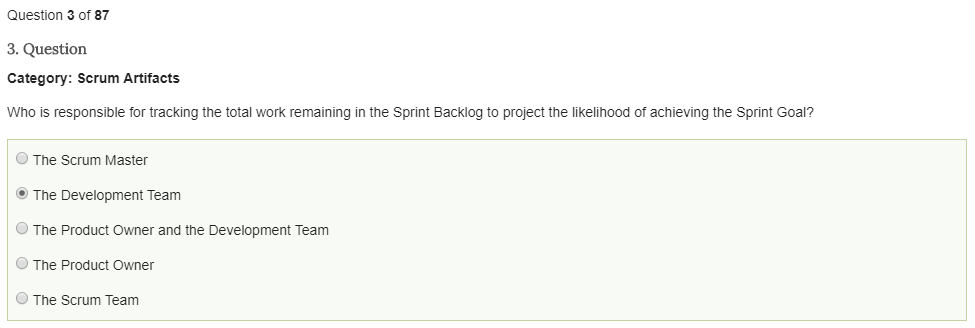 Question 3 of 87
3. Question
Category: Scrum Artifacts
Who is responsible for tracking the total work remaining in the Sprint Backlog to project the likelihood of achieving the Sprint Goal?
The Scrum Master
The Development Team
The Product Owner and the Development Team
The Product Owner
The Scrum Team